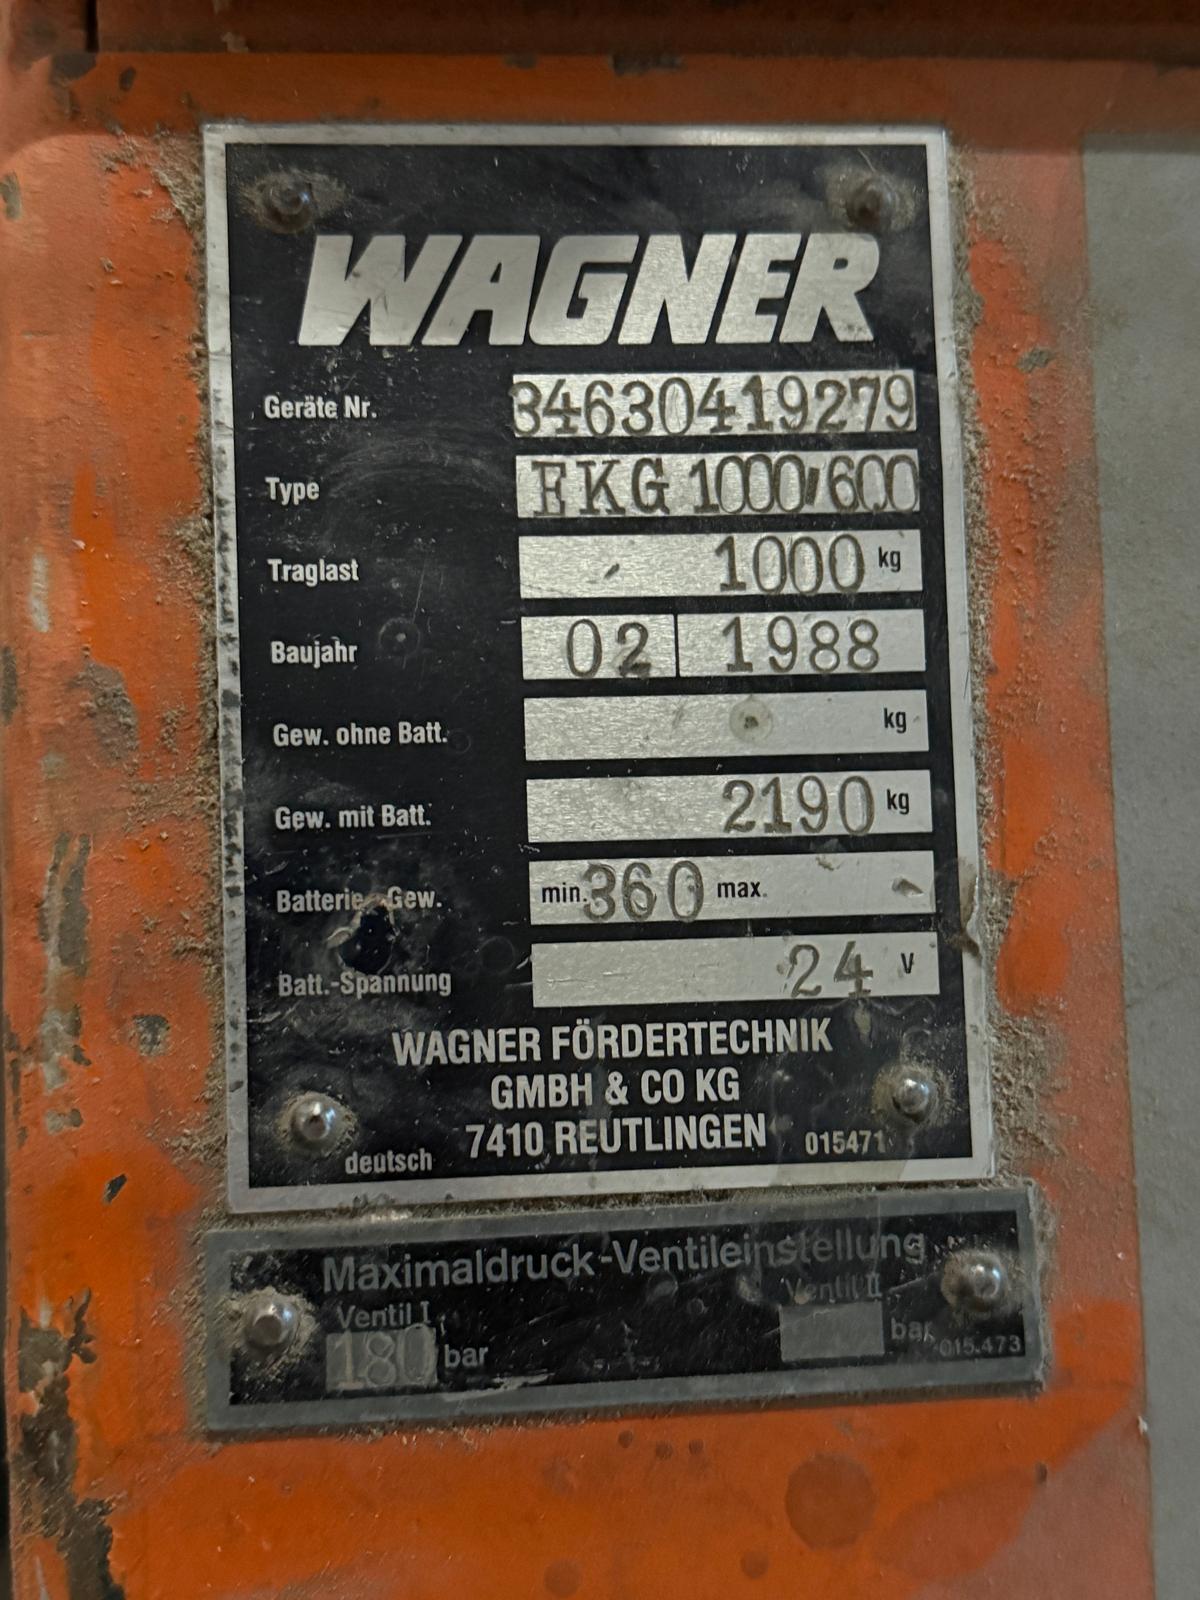 WAGNER
Geräte Nr. 34630419279
Type EKG 1000/600
Traglast 1000 kg
Baujahr 02 1988
Gew. ohne Batt. kg
Gew. mit Batt. 2190 kg
Batterie-Gew. min. 360 max.
Batt.-Spannung 24 V
WAGNER FÖRDERTECHNIK
GMBH & CO KG
7410 REUTLINGEN
deutsch 015471
Maximaldruck-Ventileinstellung
Ventil I Ventil II
180 bar bar 015.473